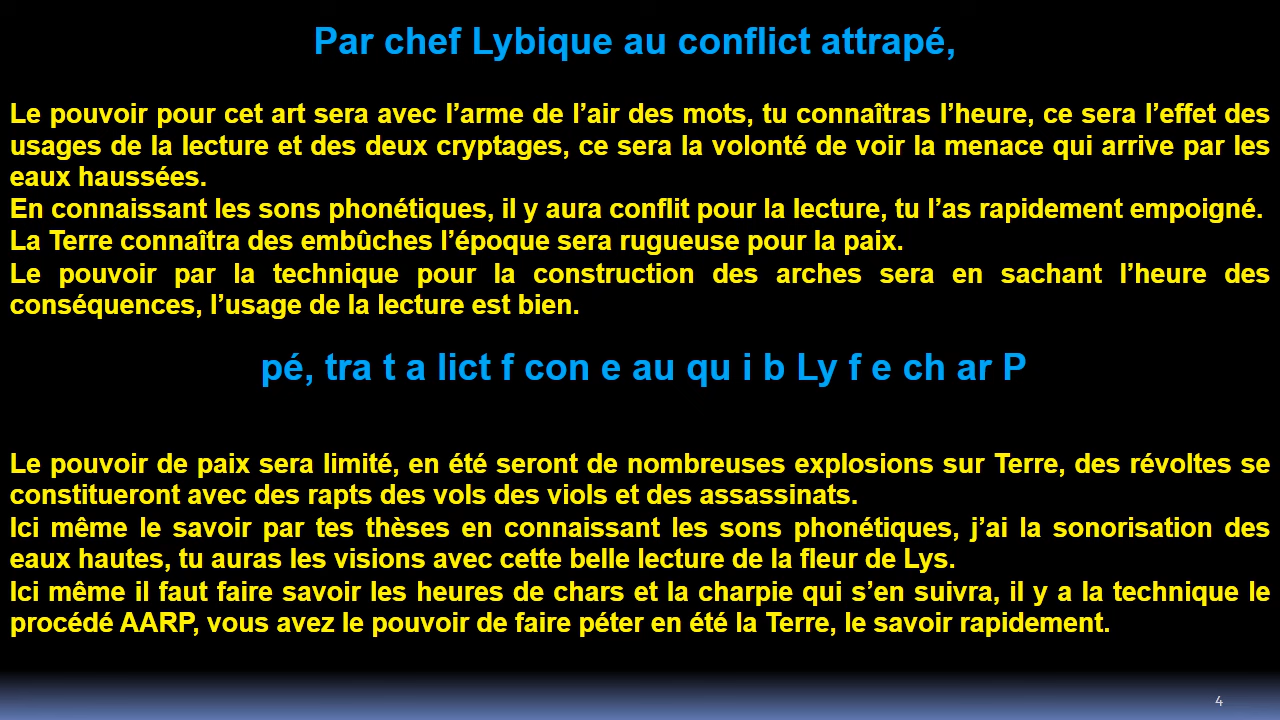 Par chef Lybique au conflict attrapé,
Le pouvoir pour cet art sera avec l’arme de l’air des mots, tu connaîtras l’heure, ce sera l’effet des
usages de la lecture et des deux cryptages, ce sera la volonté de voir la menace qui arrive par les
eaux haussées.
En connaissant les sons phonétiques, il y aura conflit pour la lecture, tu l’as rapidement empoigné.
La Terre connaîtra des embûches l’époque sera rugueuse pour la paix.
Le pouvoir par la technique pour la construction des arches sera en sachant l’heure des
conséquences, l’usage de la lecture est bien.
pé, tra t a lict f con e au qu i b Ly f e ch ar P
Le pouvoir de paix sera limité, en été seront de nombreuses explosions sur Terre, des révoltes se
constitueront avec des rapts des vols des viols et des assassinats.
Ici même le savoir par tes thèses en connaissant les sons phonétiques, j’ai la sonorisation des
eaux hautes, tu auras les visions avec cette belle lecture de la fleur de Lys.
Ici même il faut faire savoir les heures de chars et la charpie qui s’en suivra, il y a la technique le
procédé AARP, vous avez le pouvoir de faire péter en été la Terre, le savoir rapidement.
4